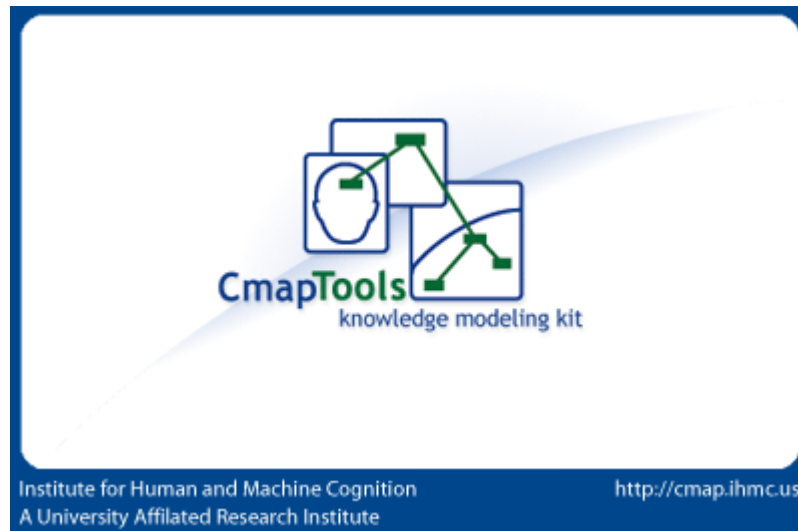 CmapTools
knowledge modeling kit
Institute for Human and Machine Cognition
http://cmap.ihmc.us
A University Affilated Research Institute